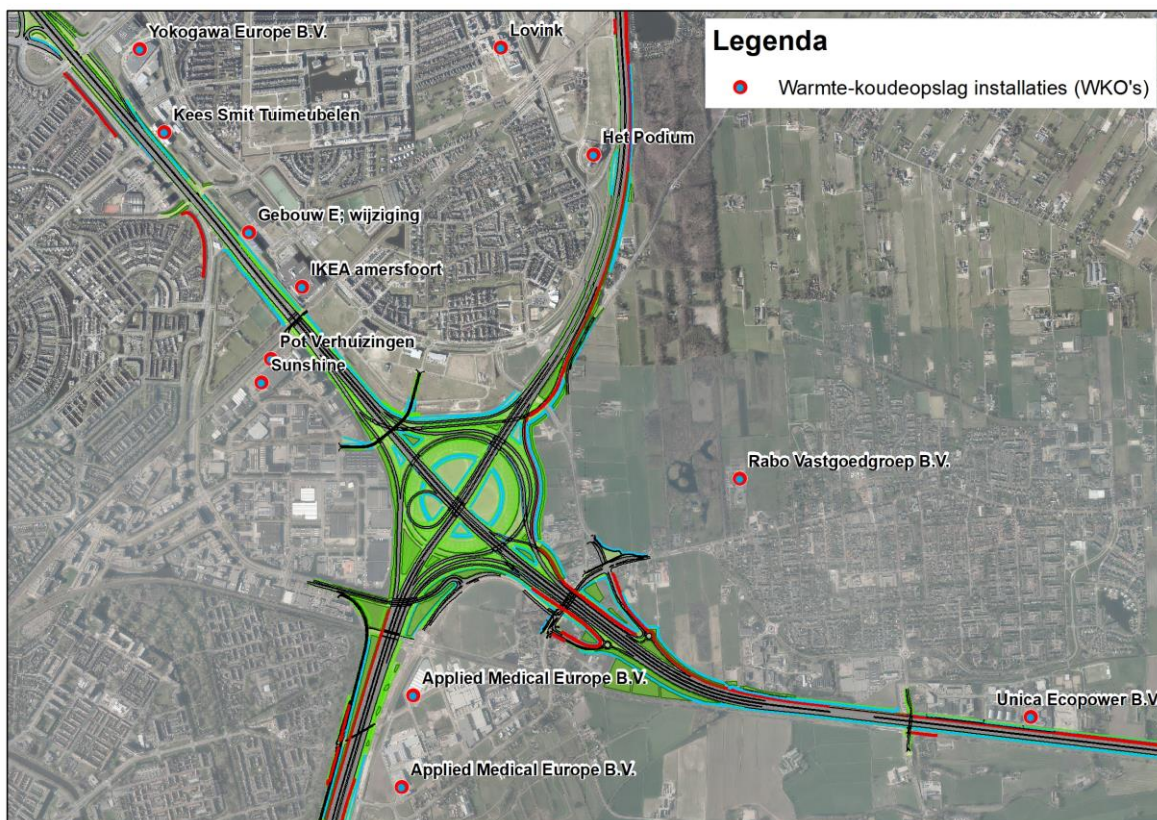 Legenda
Warmte-koudeopslag installaties (WKO's)
Yokogawa Europe B.V.
Lovink
Kees Smit Tuimeubelen
Het Podium
Gebouw E; wijziging
IKEA amersfoort
Pot Verhuizingen
Sunshine
Rabo Vastgoedgroep B.V.
Applied Medical Europe B.V.
Unica Ecopower B.V
Applied Medical Europe B.V.